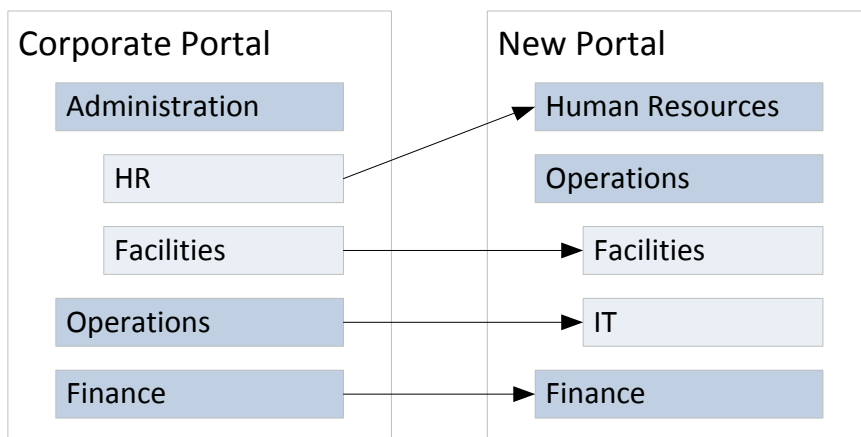 Corporate Portal
Administration
HR
Facilities
Operations
Finance
New Portal
Human Resources
Operations
Facilities
IT
Finance